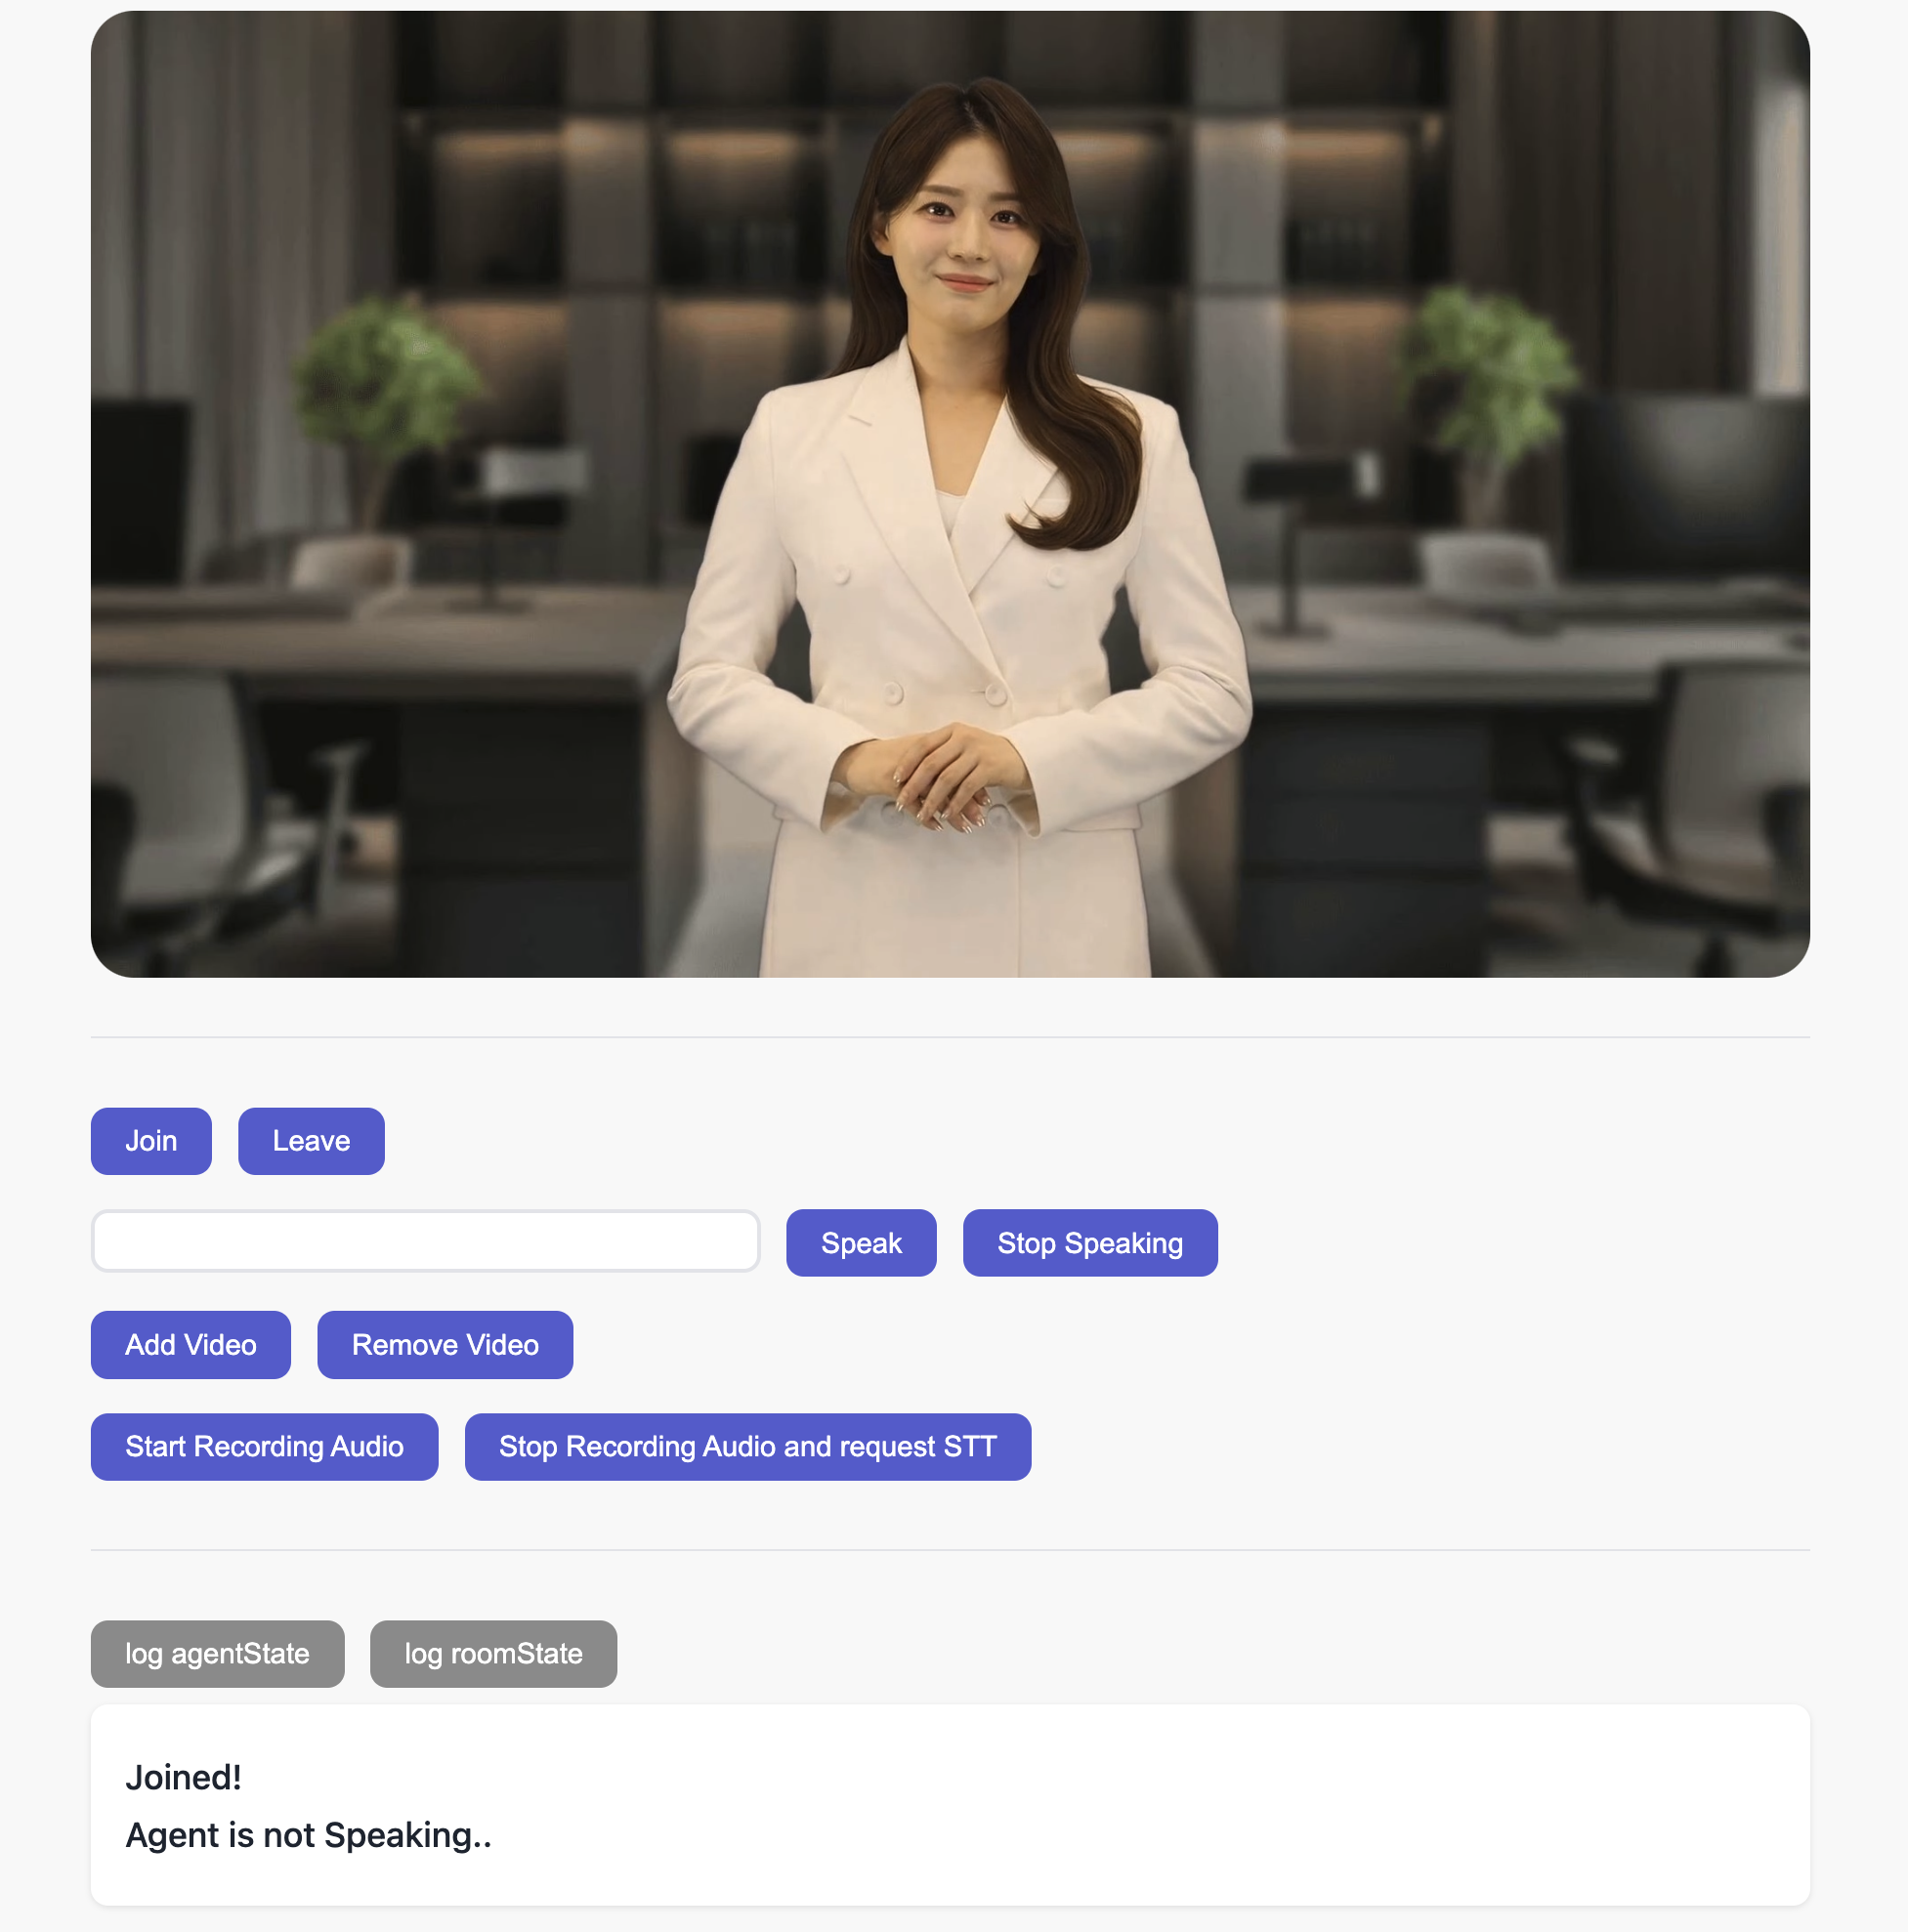 Join Leave
Speak Stop Speaking
Add Video Remove Video
Start Recording Audio Stop Recording Audio and request STT
log agentState log roomState
Joined!
Agent is not Speaking..